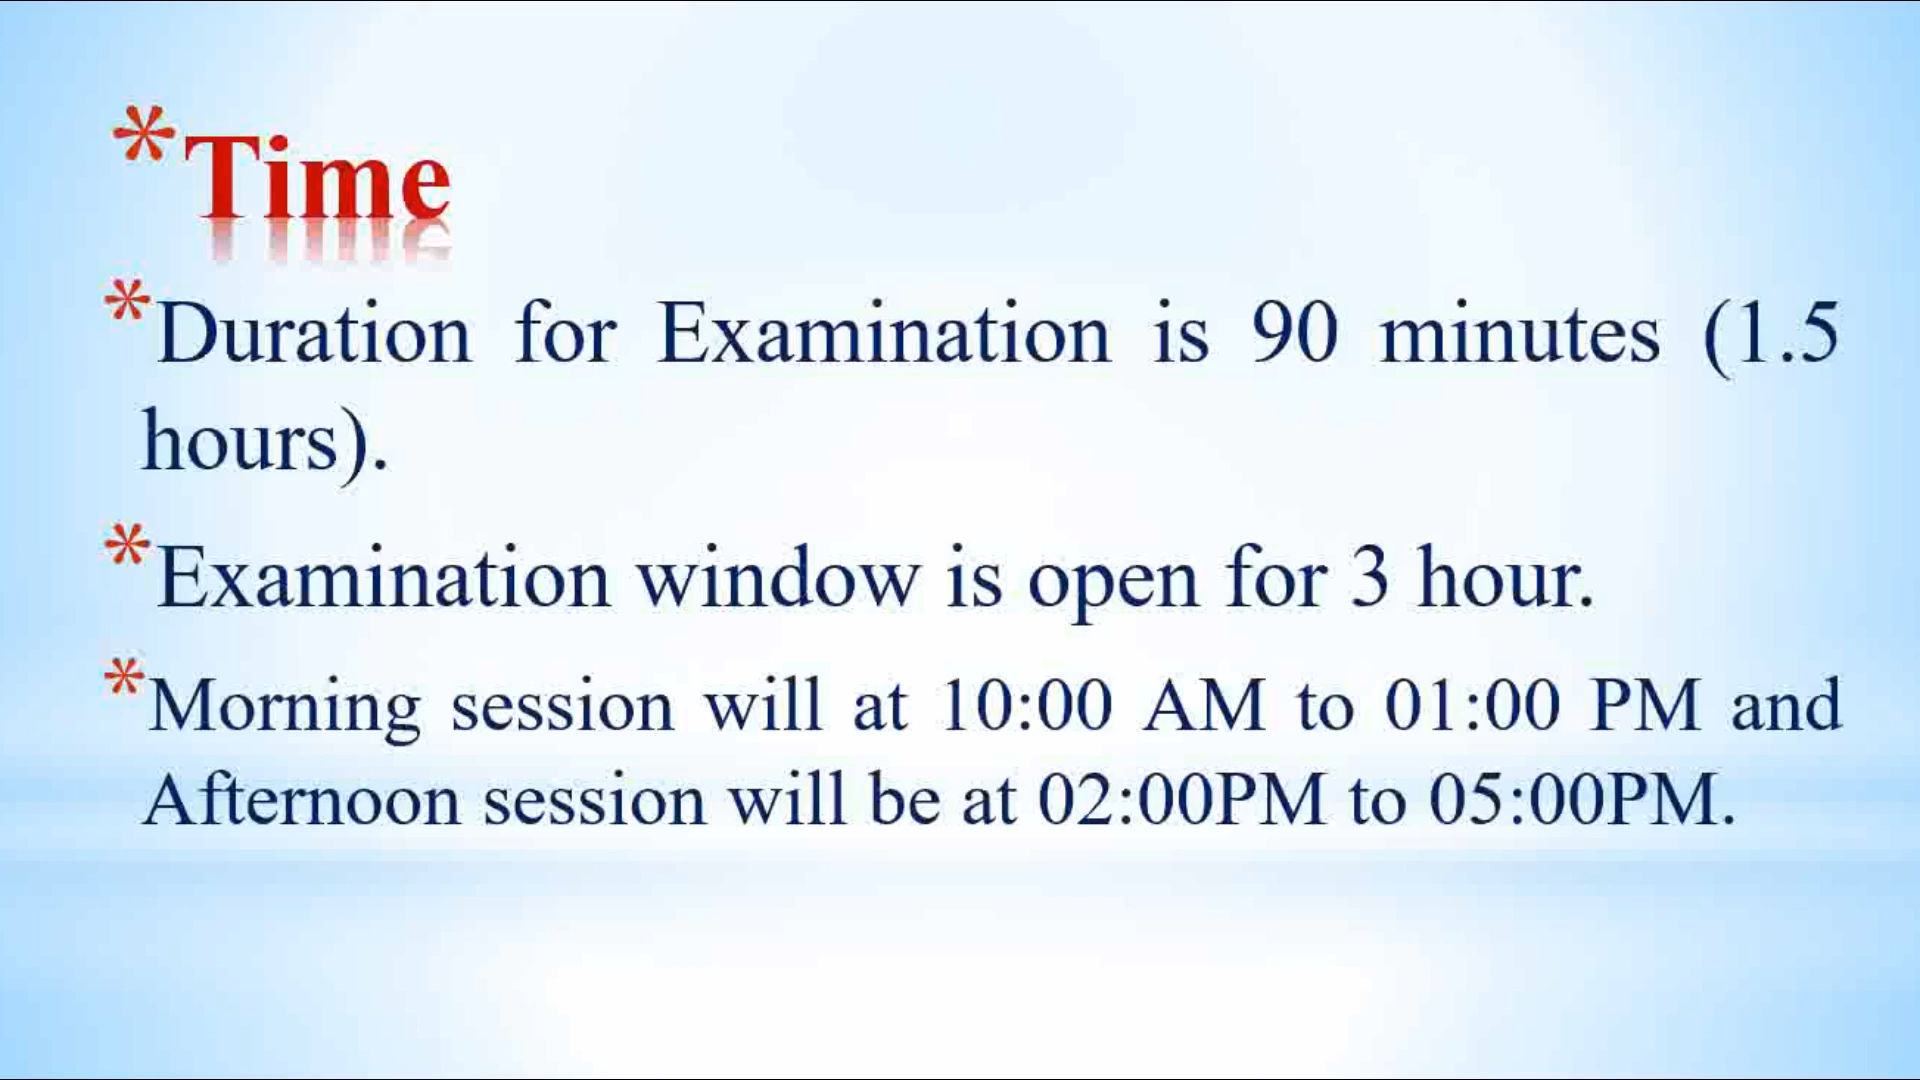 *Time
*Duration for Examination is 90 minutes (1.5
hours).
*Examination window is open for 3 hour.
*Morning session will at 10:00 AM to 01:00 PM and
Afternoon session will be at 02:00PM to 05:00PM.